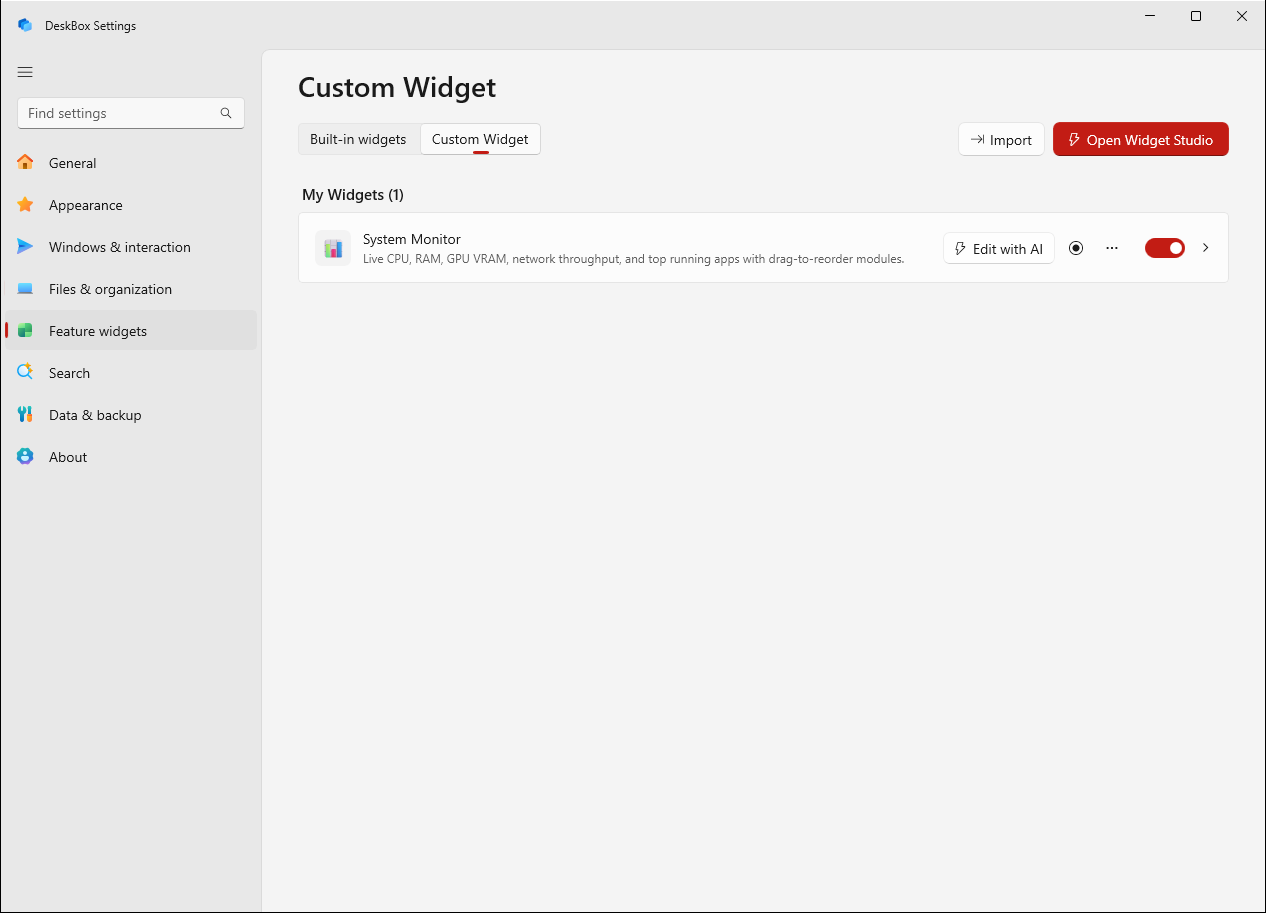 DeskBox Settings
Find settings
General
Appearance
Windows & interaction
Files & organization
Feature widgets
Search
Data & backup
About
Custom Widget
Built-in widgets
Custom Widget
Import
Open Widget Studio
My Widgets (1)
System Monitor
Live CPU, RAM, GPU VRAM, network throughput, and top running apps with drag-to-reorder modules.
Edit with AI